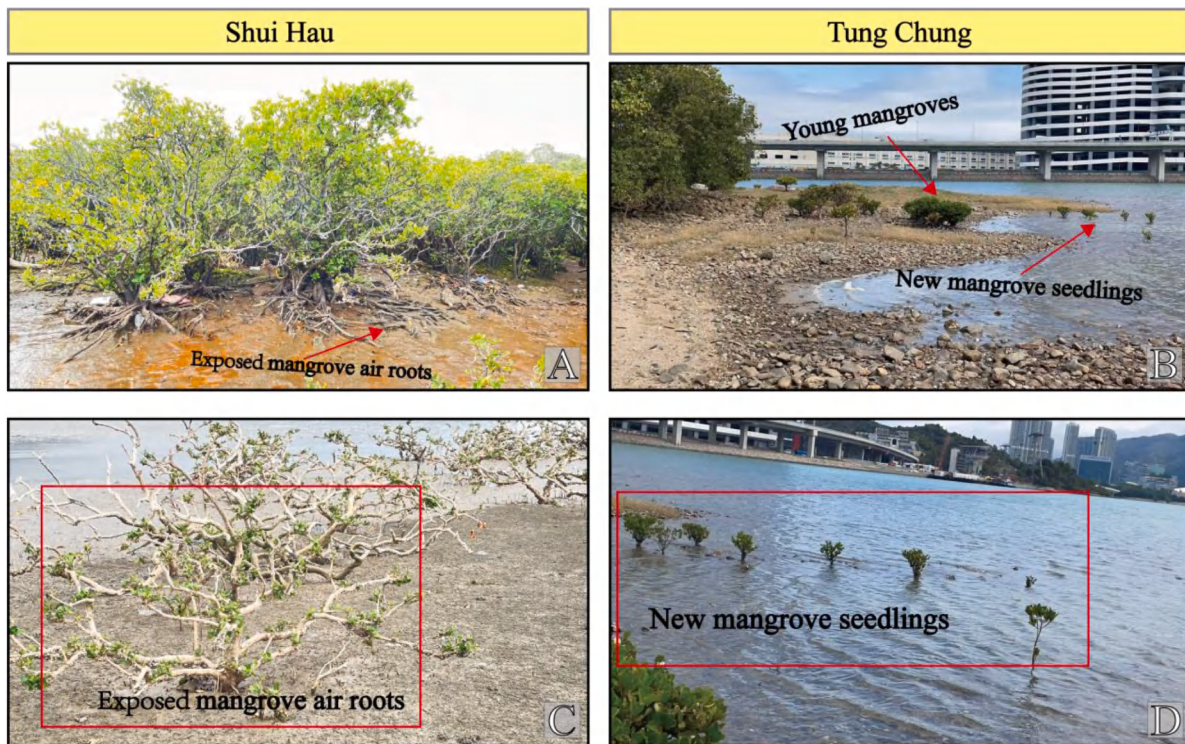 Shui Hau
Tung Chung
Exposed mangrove air roots
A
Young mangroves
New mangrove seedlings
B
Exposed mangrove air roots
C
New mangrove seedlings
D